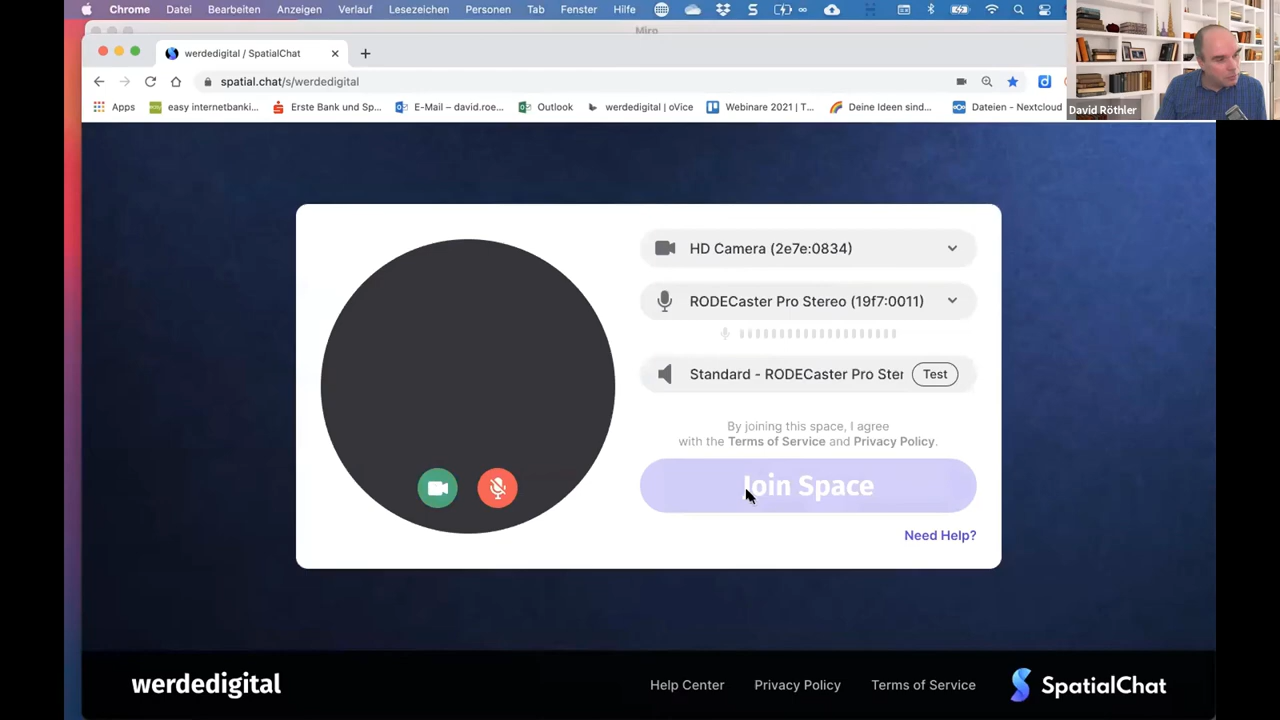 Chrome Datei Bearbeiten Anzeigen Verlauf Lesezeichen Personen Tab Fenster Hilfe
Miro
werdedigital / SpatialChat
spatial.chat/s/werdedigital
Apps easy internetbanki... Erste Bank und Sp... E-Mail – david.roe... Outlook werdedigital | oVice Webinare 2021 | T... Deine Ideen sind... Dateien - Nextcloud
David Röthler
HD Camera (2e7e:0834)
RODECaster Pro Stereo (19f7:0011)
Standard - RODECaster Pro Ster Test
By joining this space, I agree
with the Terms of Service and Privacy Policy.
Join Space
Need Help?
werdedigital Help Center Privacy Policy Terms of Service SpatialChat